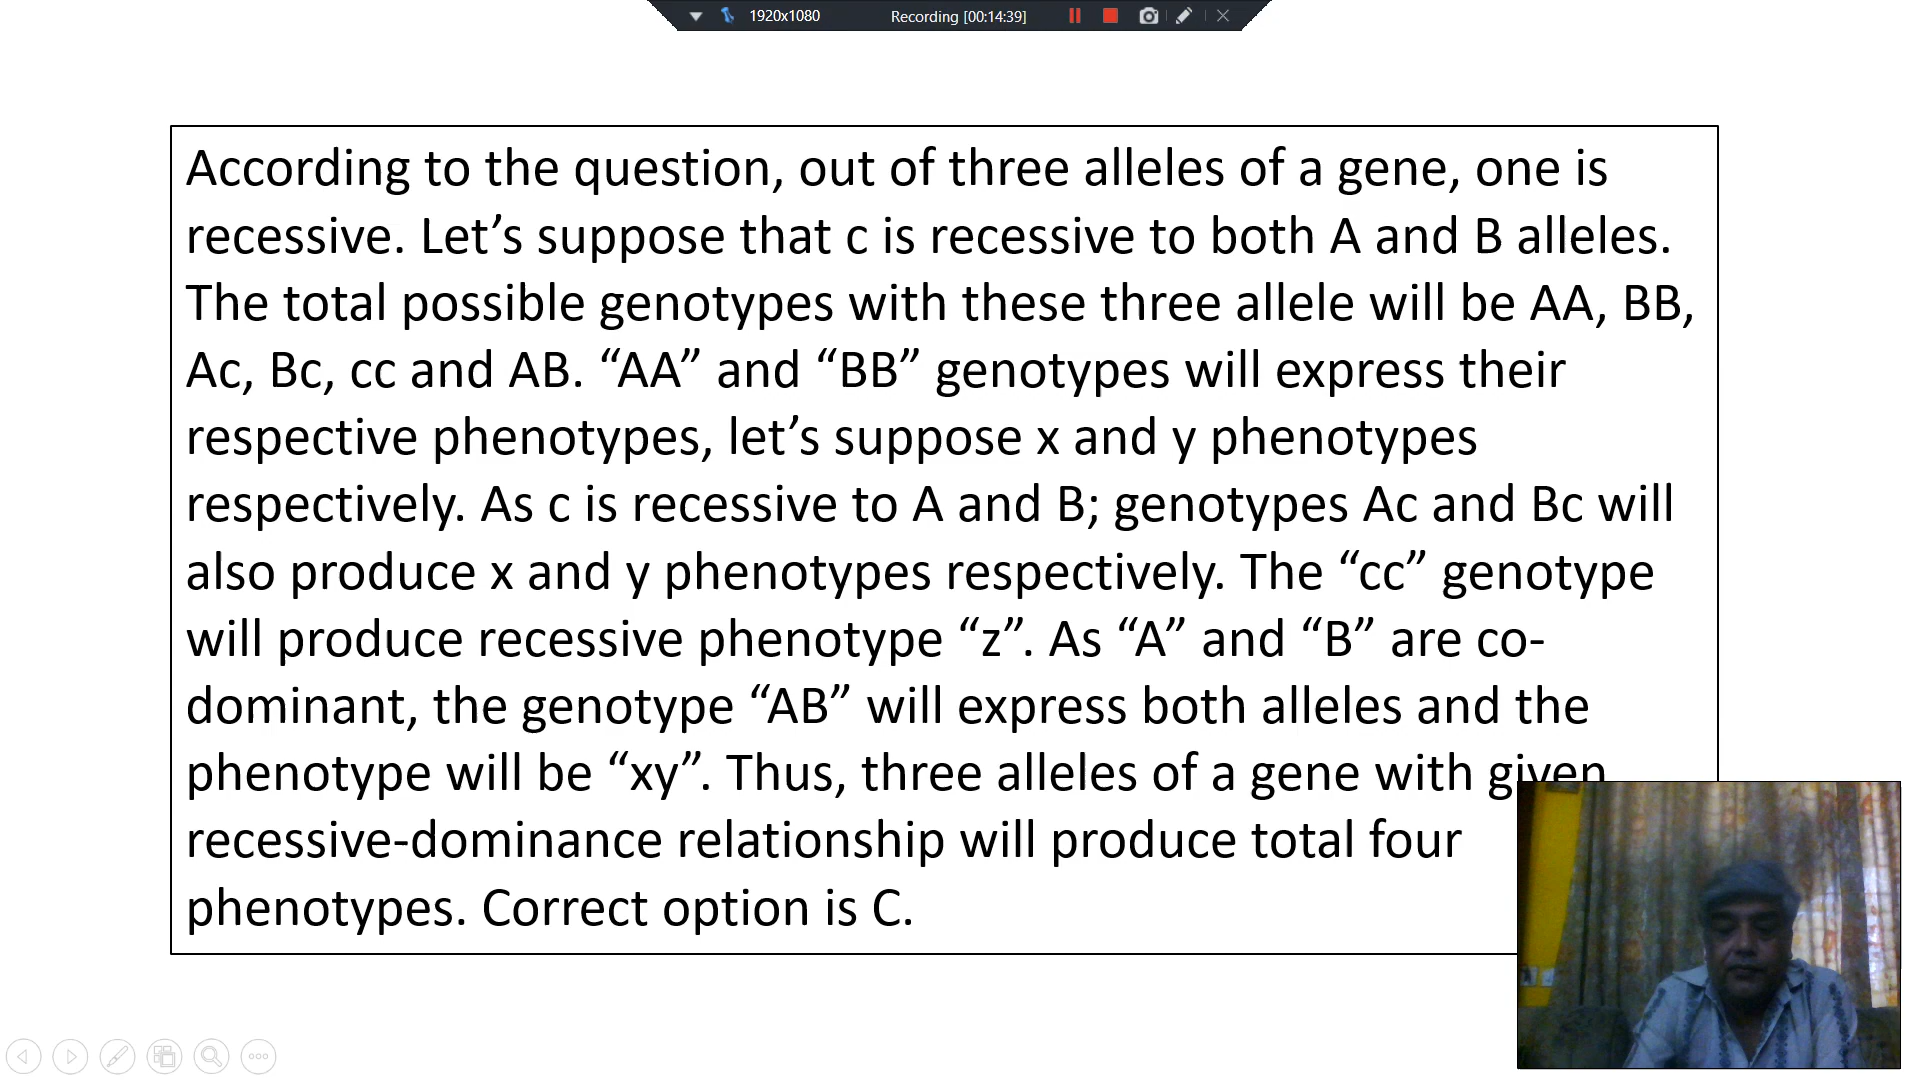 1920x1080 Recording [00:14:39]
According to the question, out of three alleles of a gene, one is
recessive. Let’s suppose that c is recessive to both A and B alleles.
The total possible genotypes with these three allele will be AA, BB,
Ac, Bc, cc and AB. “AA” and “BB” genotypes will express their
respective phenotypes, let’s suppose x and y phenotypes
respectively. As c is recessive to A and B; genotypes Ac and Bc will
also produce x and y phenotypes respectively. The “cc” genotype
will produce recessive phenotype “z”. As “A” and “B” are co-
dominant, the genotype “AB” will express both alleles and the
phenotype will be “xy”. Thus, three alleles of a gene with given
recessive-dominance relationship will produce total four
phenotypes. Correct option is C.